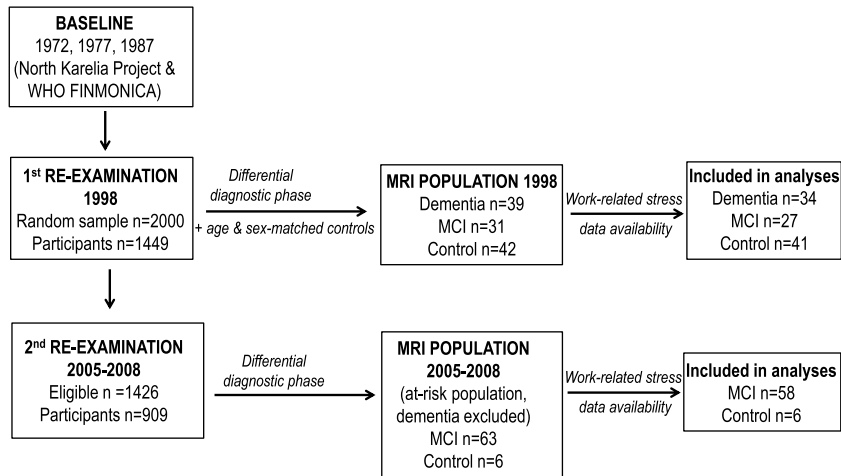 BASELINE
1972, 1977, 1987
(North Karelia Project &
WHO FINMONICA)
1st RE-EXAMINATION
1998
Random sample n=2000
Participants n=1449
Differential
diagnostic phase
+ age & sex-matched controls
MRI POPULATION 1998
Dementia n=39
MCI n=31
Control n=42
Work-related stress
data availability
Included in analyses
Dementia n=34
MCI n=27
Control n=41
2nd RE-EXAMINATION
2005-2008
Eligible n =1426
Participants n=909
Differential
diagnostic phase
MRI POPULATION
2005-2008
(at-risk population,
dementia excluded)
MCI n=63
Control n=6
Work-related stress
data availability
Included in analyses
MCI n=58
Control n=6